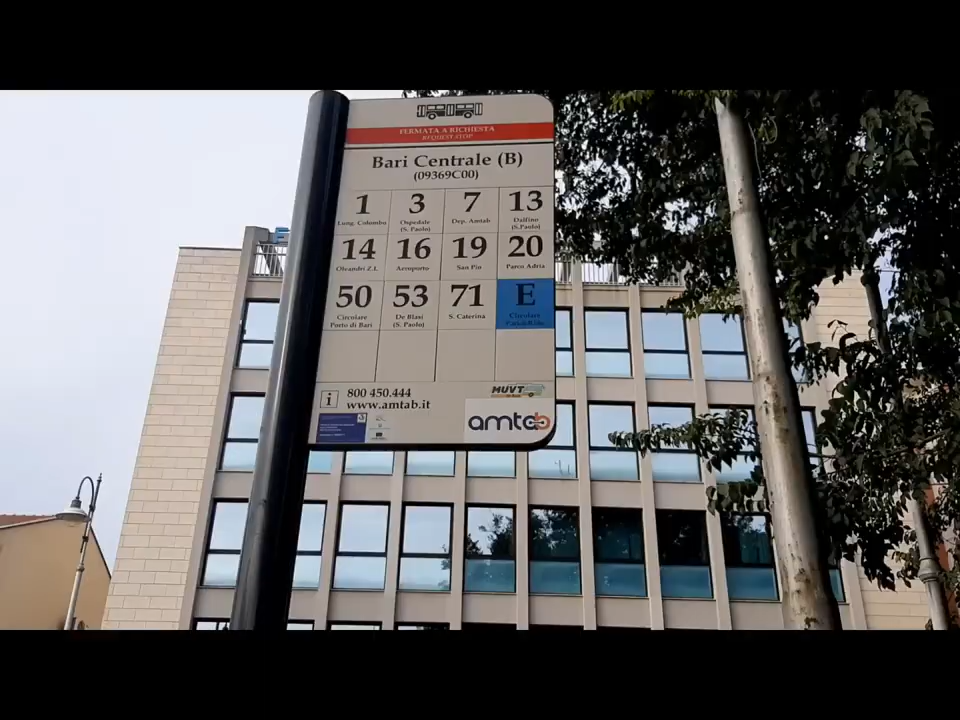 FERMATA A RICHIESTA
REQUEST STOP
Bari Centrale (B)
(09369C00)
1 3 7 13
Lung. Colombo Ospedale (S. Paolo) Dep. Amtab Dalfino (S.Paolo)
14 16 19 20
Oleandri Z.I. Aeroporto San Pio Parco Adria
50 53 71 E
Circolare Porto di Bari De Blasi (S. Paolo) S. Caterina Circolare
i 800 450.444
www.amtab.it
MUVT
amtab